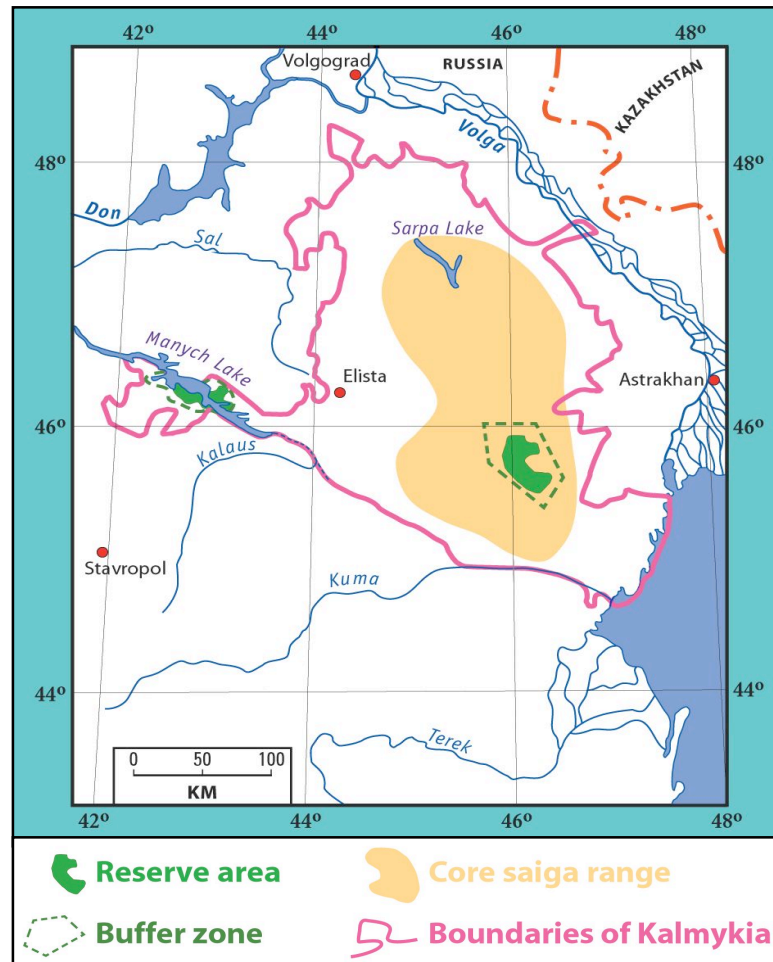 42º
44º
46º
48º
Volgograd
RUSSIA
KAZAKHSTAN
Volga
48º
48º
Don
Sal
Sarpa Lake
Manych Lake
Elista
Astrakhan
46º
46º
Kalaus
Stavropol
Kuma
44º
44º
Terek
0
50
100
KM
42º
44º
46º
48º
Reserve area
Core saiga range
Buffer zone
Boundaries of Kalmykia